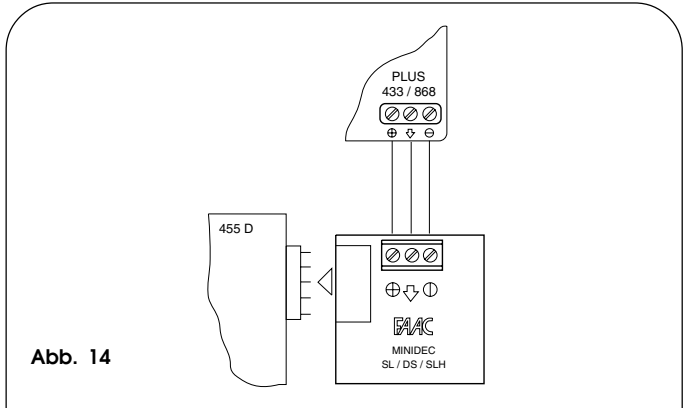 PLUS
433 / 868
455 D
FAAC
MINIDEC
SL / DS / SLH
Abb. 14